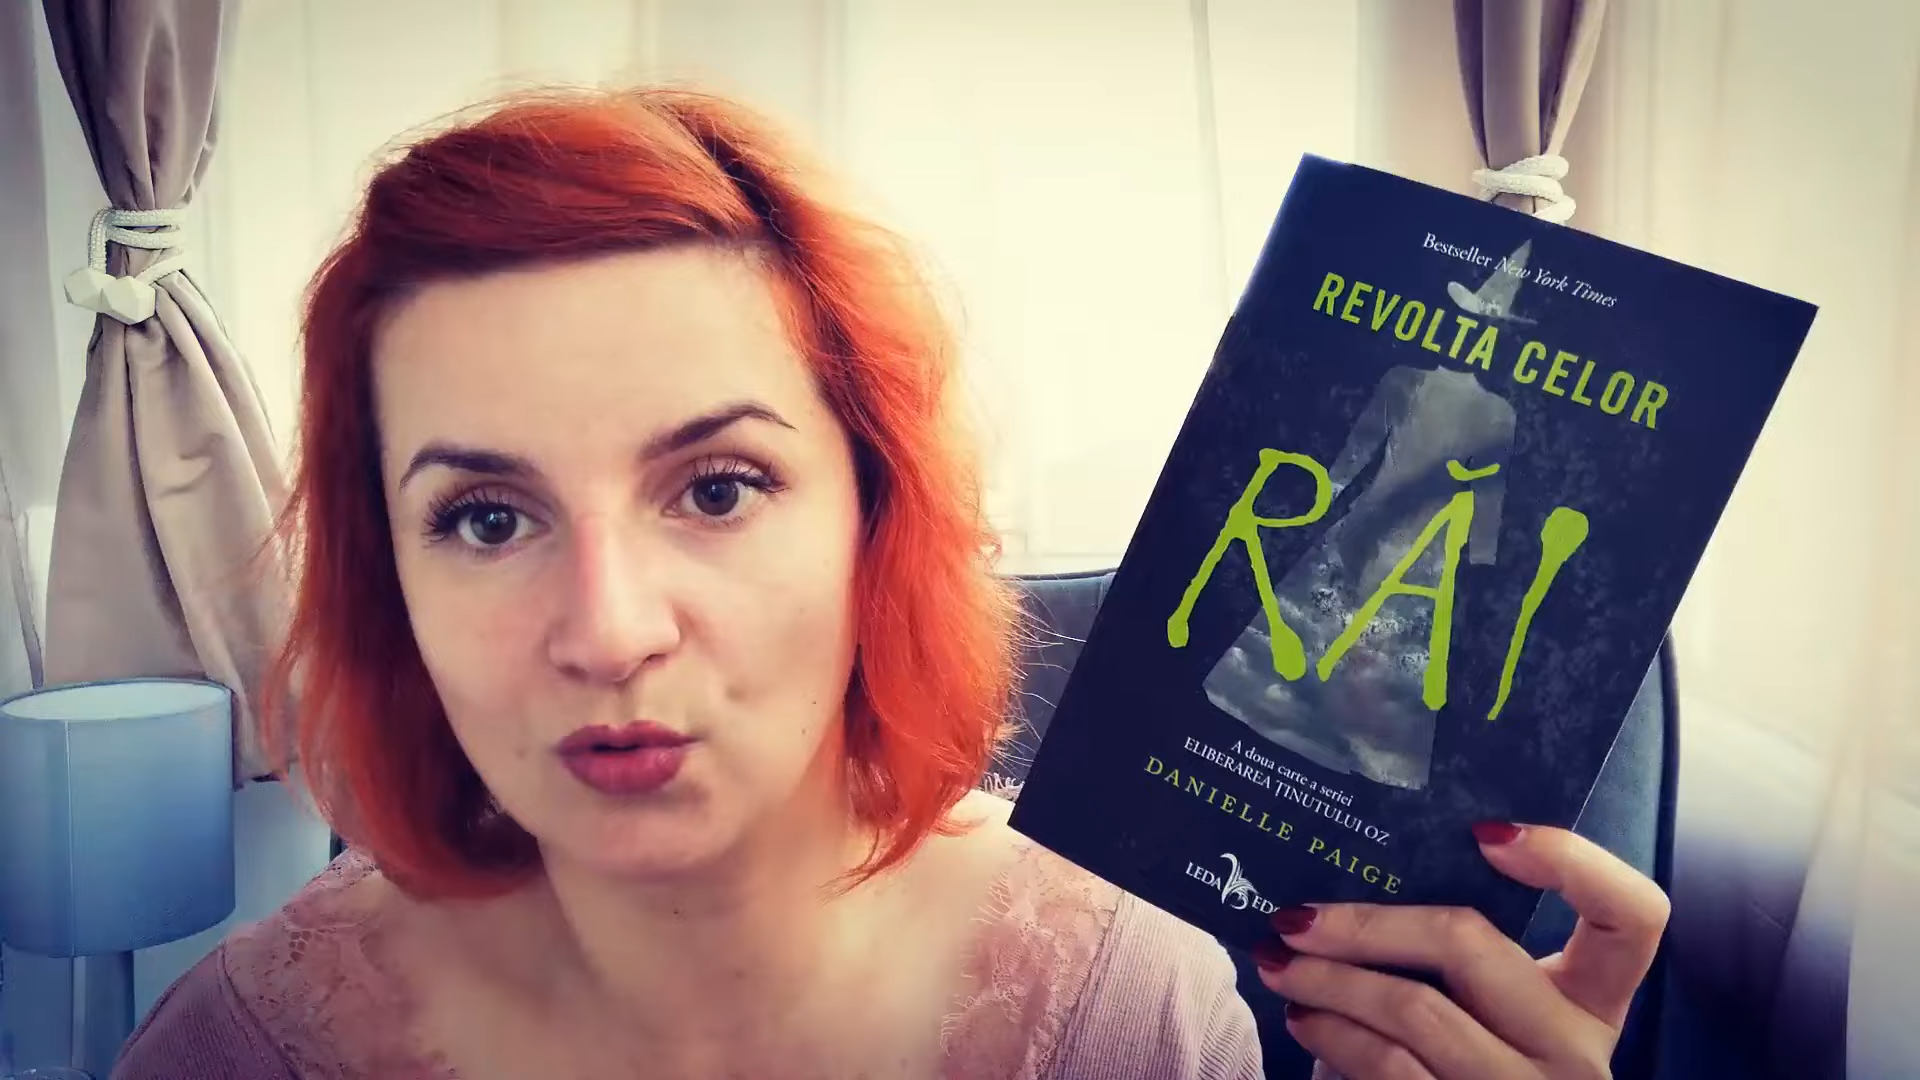 Bestseller New York Times
REVOLTA CELOR
RĂI
A doua carte a seriei
ELIBERAREA ȚINUTULUI OZ
DANIELLE PAIGE
LEDA